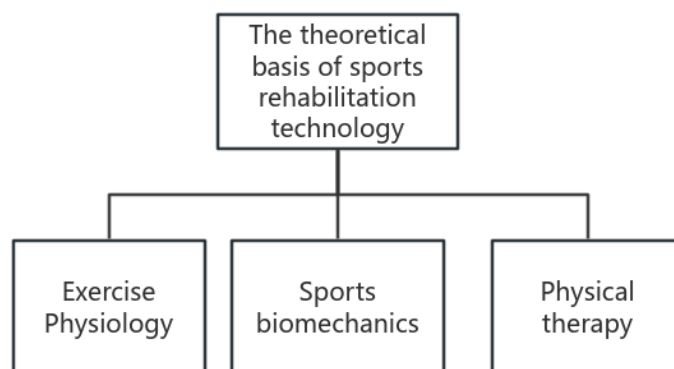 The theoretical
basis of sports
rehabilitation
technology
Exercise
Physiology
Sports
biomechanics
Physical
therapy